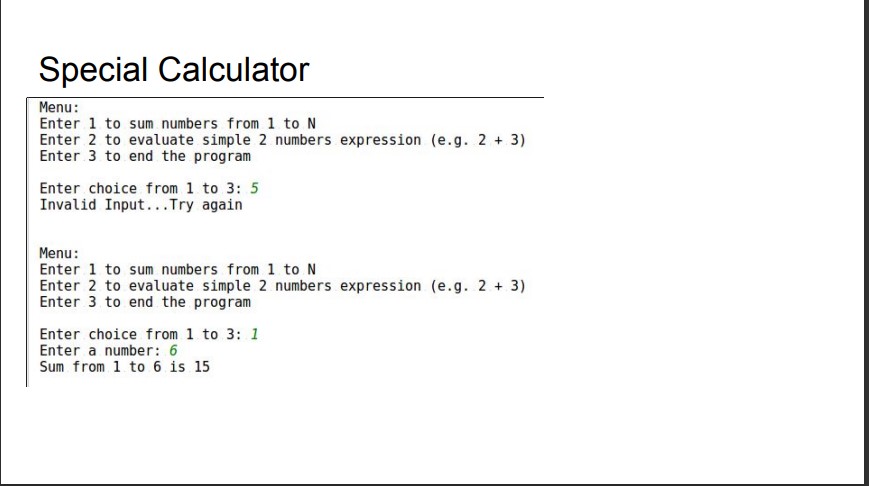 Special Calculator
Menu:
Enter 1 to sum numbers from 1 to N
Enter 2 to evaluate simple 2 numbers expression (e.g. 2 + 3)
Enter 3 to end the program
Enter choice from 1 to 3: 5
Invalid Input...Try again
Menu:
Enter 1 to sum numbers from 1 to N
Enter 2 to evaluate simple 2 numbers expression (e.g. 2 + 3)
Enter 3 to end the program
Enter choice from 1 to 3: 1
Enter a number: 6
Sum from 1 to 6 is 15